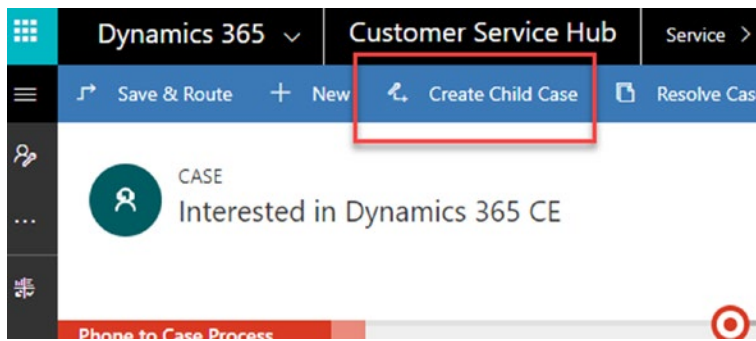 Dynamics 365 Customer Service Hub Service >
Save & Route + New Create Child Case Resolve Cas
CASE
Interested in Dynamics 365 CE
Phone to Case Process